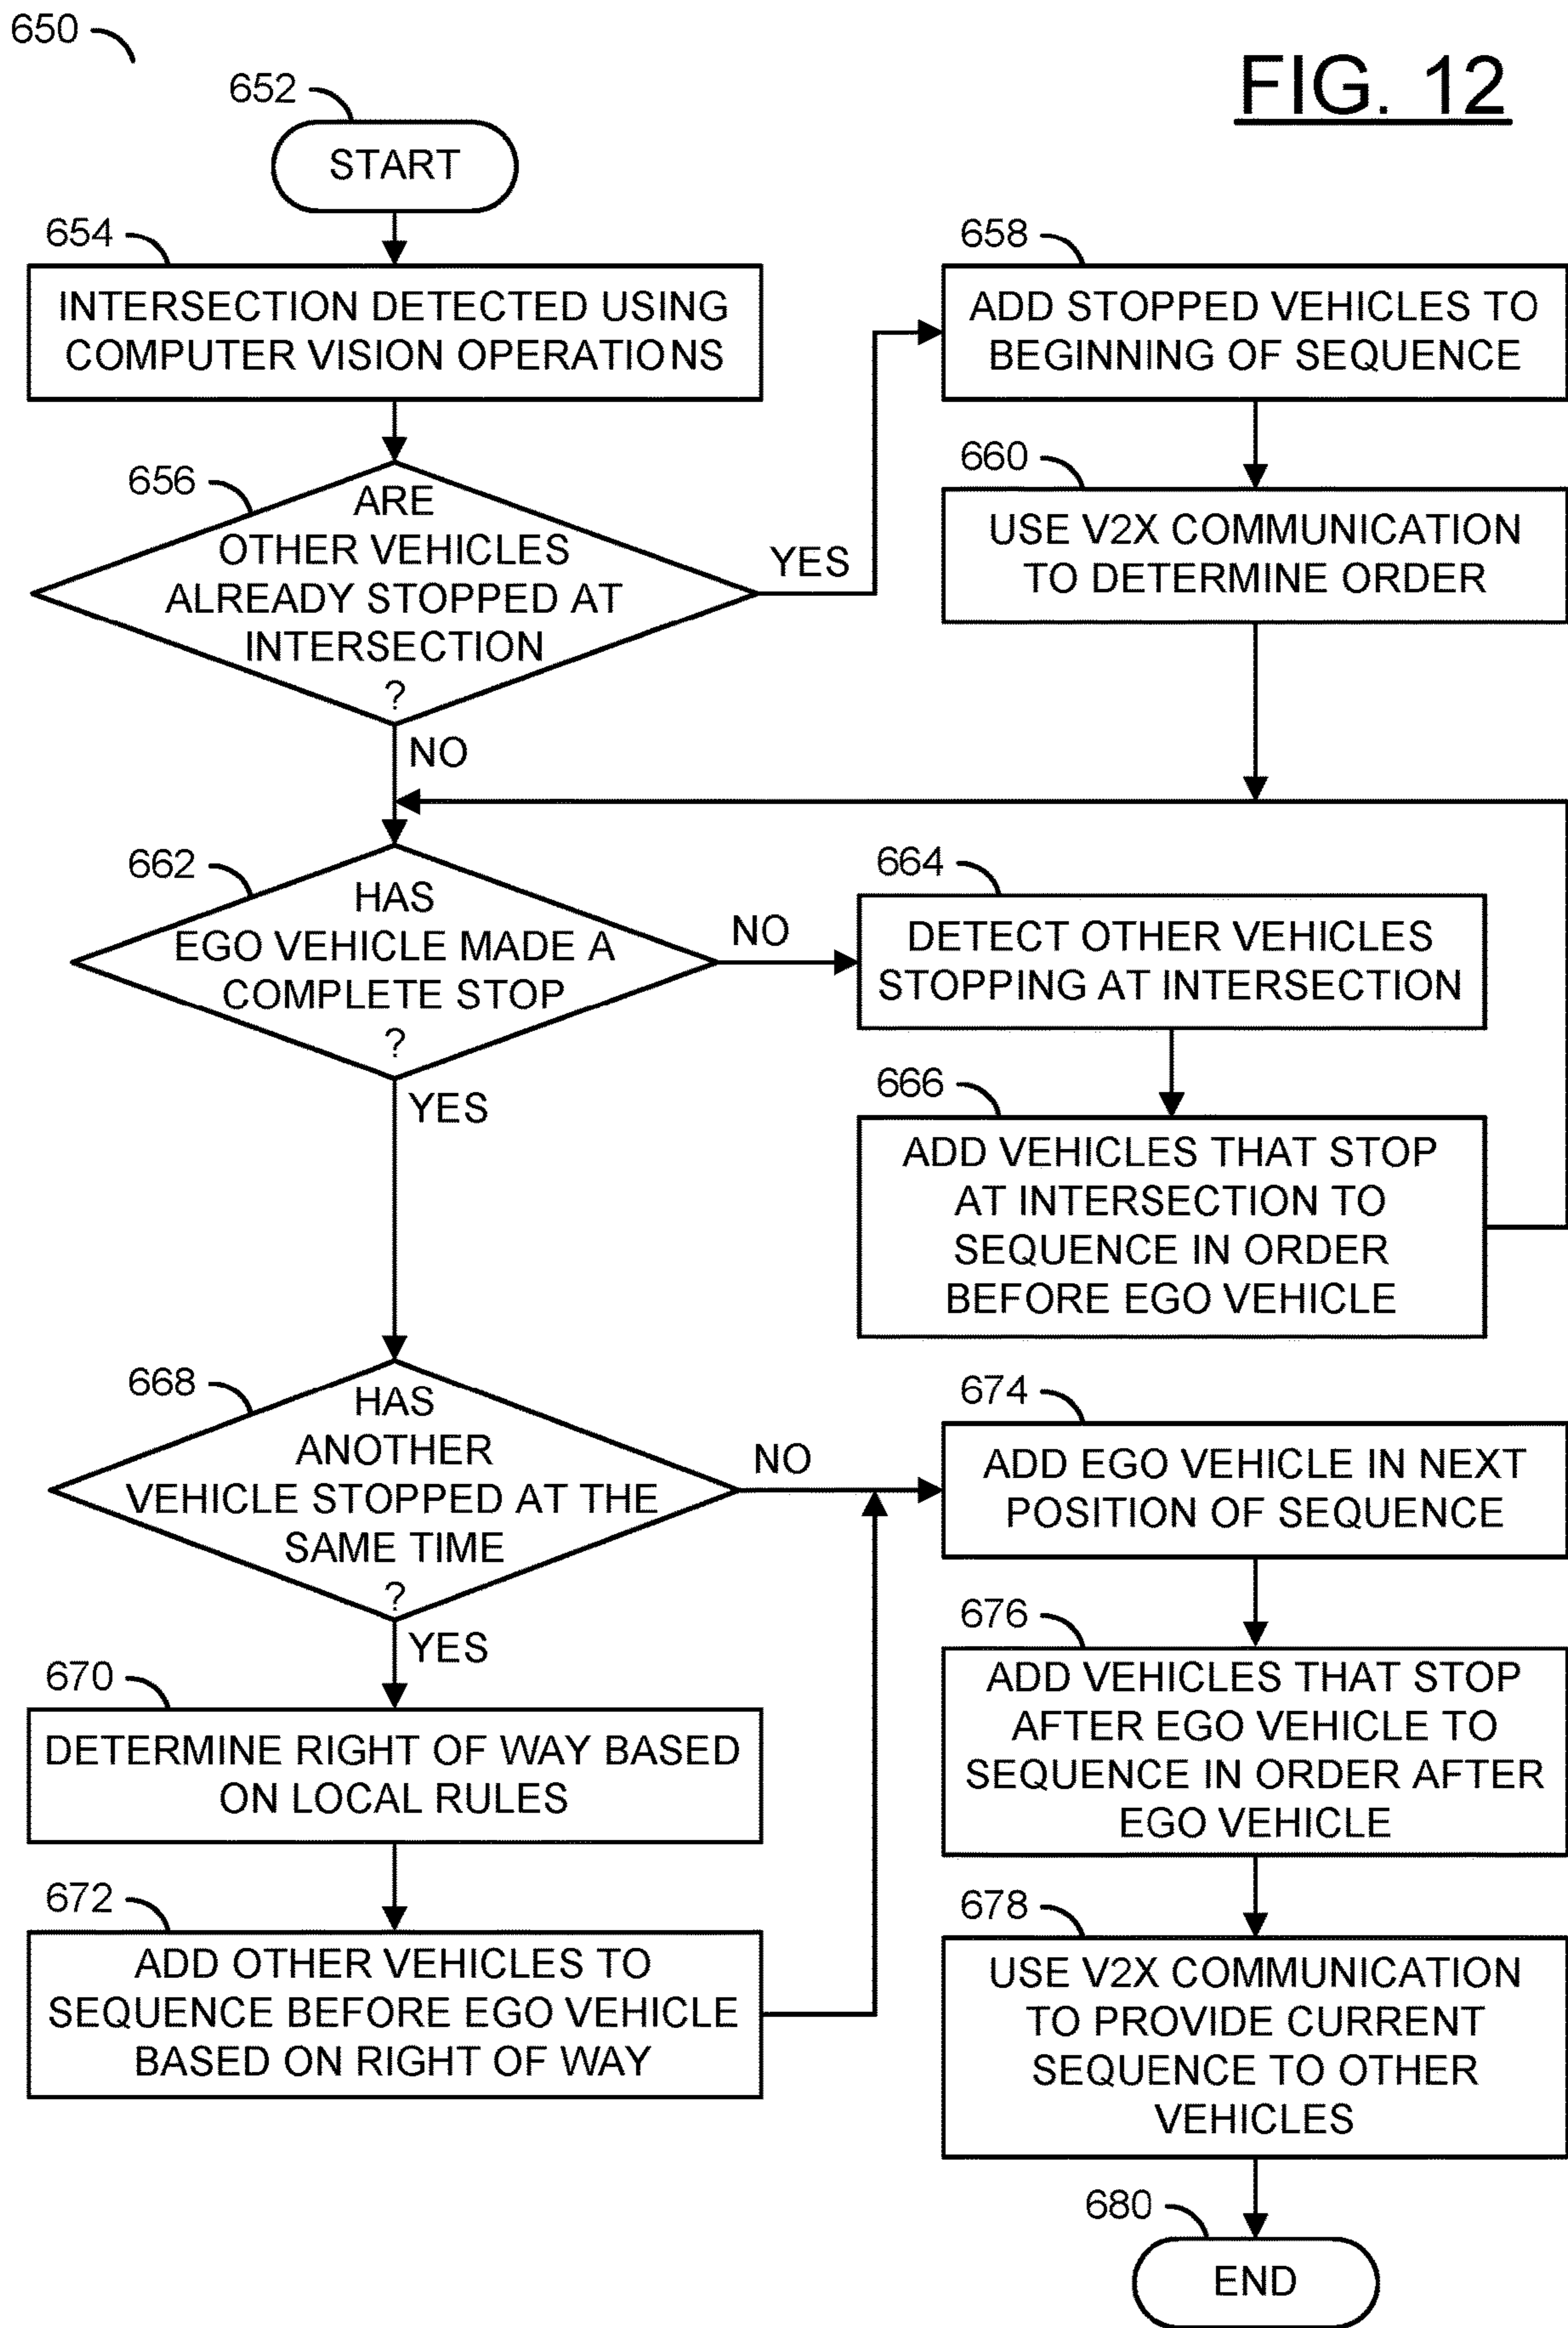 650
FIG. 12
652
START
654
INTERSECTION DETECTED USING
COMPUTER VISION OPERATIONS
656
ARE
OTHER VEHICLES
ALREADY STOPPED AT
INTERSECTION
?
YES
NO
658
ADD STOPPED VEHICLES TO
BEGINNING OF SEQUENCE
660
USE V2X COMMUNICATION
TO DETERMINE ORDER
662
HAS
EGO VEHICLE MADE A
COMPLETE STOP
?
NO
YES
664
DETECT OTHER VEHICLES
STOPPING AT INTERSECTION
666
ADD VEHICLES THAT STOP
AT INTERSECTION TO
SEQUENCE IN ORDER
BEFORE EGO VEHICLE
668
HAS
ANOTHER
VEHICLE STOPPED AT THE
SAME TIME
?
NO
YES
670
DETERMINE RIGHT OF WAY BASED
ON LOCAL RULES
672
ADD OTHER VEHICLES TO
SEQUENCE BEFORE EGO VEHICLE
BASED ON RIGHT OF WAY
674
ADD EGO VEHICLE IN NEXT
POSITION OF SEQUENCE
676
ADD VEHICLES THAT STOP
AFTER EGO VEHICLE TO
SEQUENCE IN ORDER AFTER
EGO VEHICLE
678
USE V2X COMMUNICATION
TO PROVIDE CURRENT
SEQUENCE TO OTHER
VEHICLES
680
END